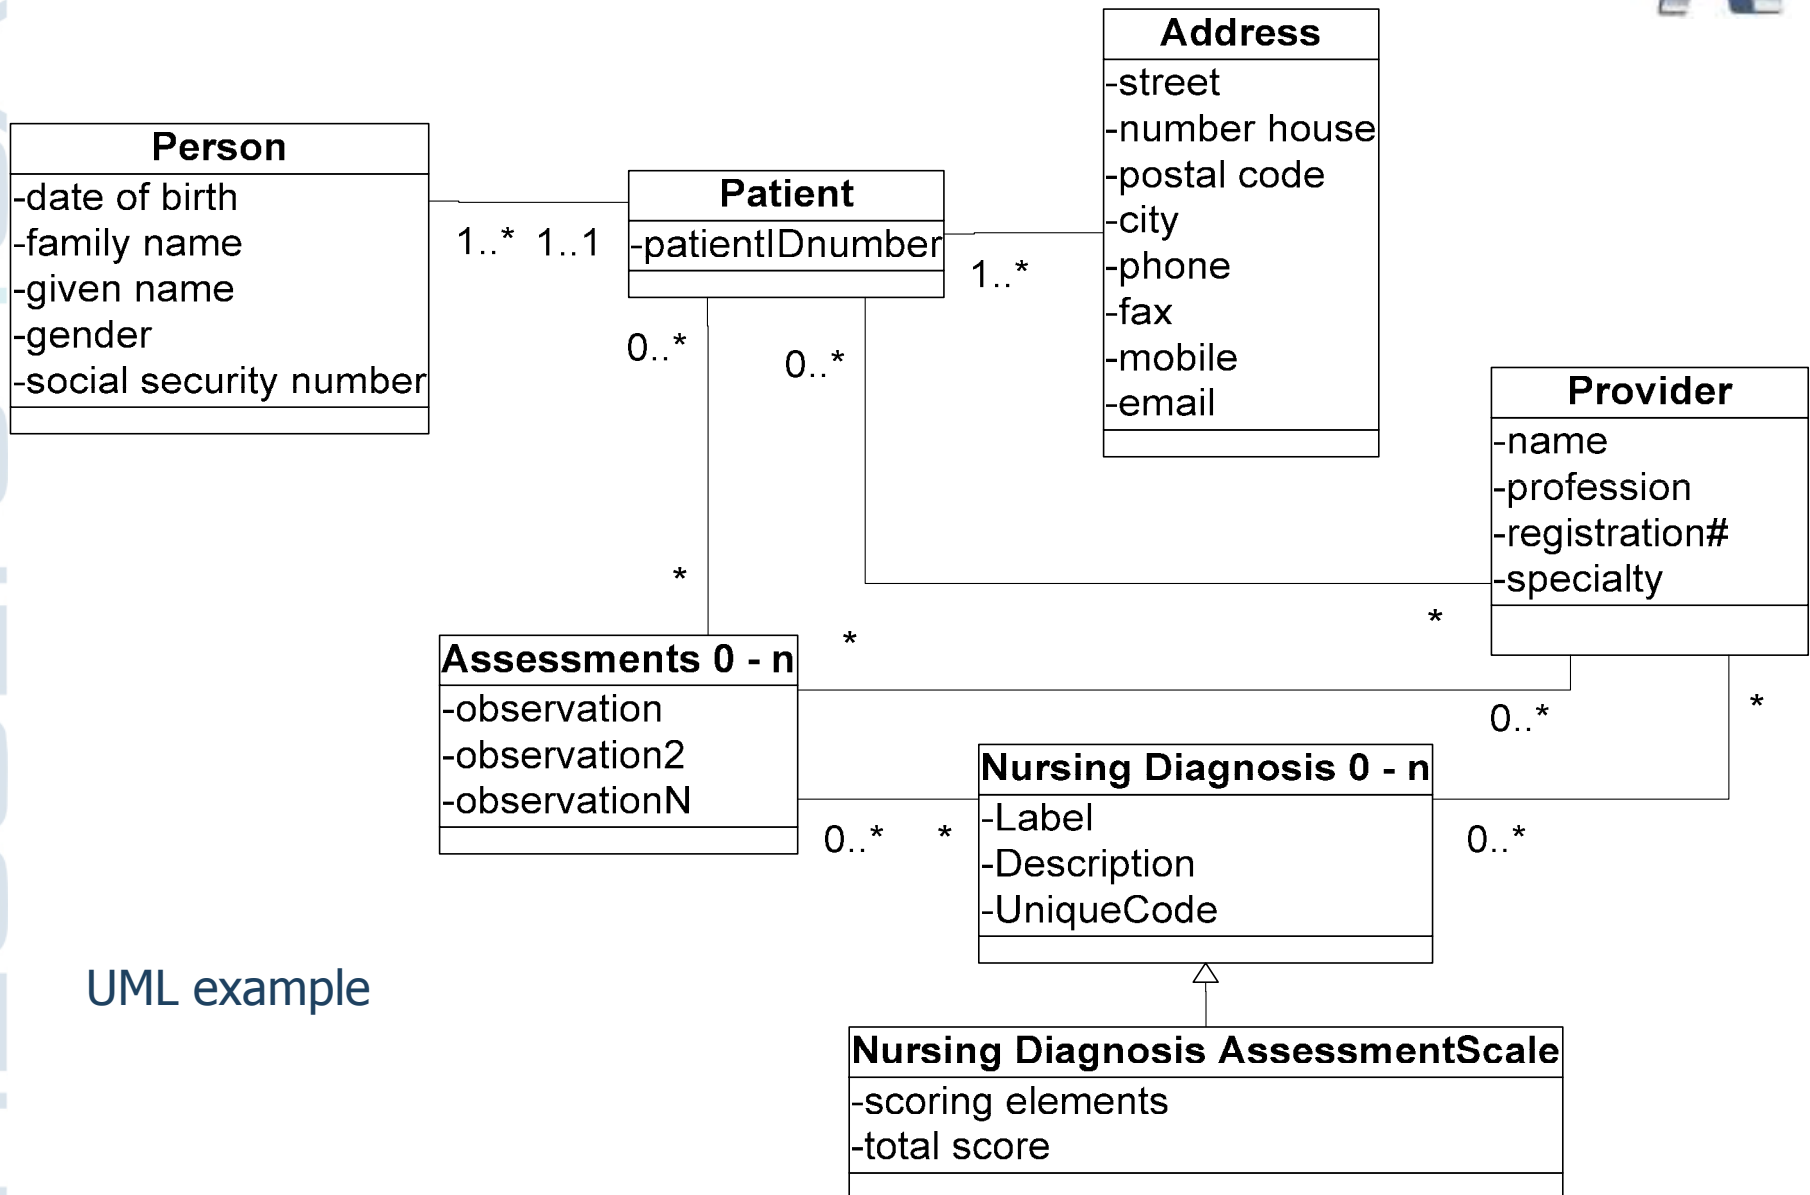 Address
-street
-number house
-postal code
-city
-phone
-fax
-mobile
-email
Person
-date of birth
-family name
-given name
-gender
-social security number
1..* 1..1
Patient
-patientIDnumber
1..*
0..*
0..*
*
*
*
Provider
-name
-profession
-registration#
-specialty
0..*
*
Assessments 0 - n
-observation
-observation2
-observationN
0..* *
Nursing Diagnosis 0 - n
-Label
-Description
-UniqueCode
0..*
UML example
Nursing Diagnosis AssessmentScale
-scoring elements
-total score